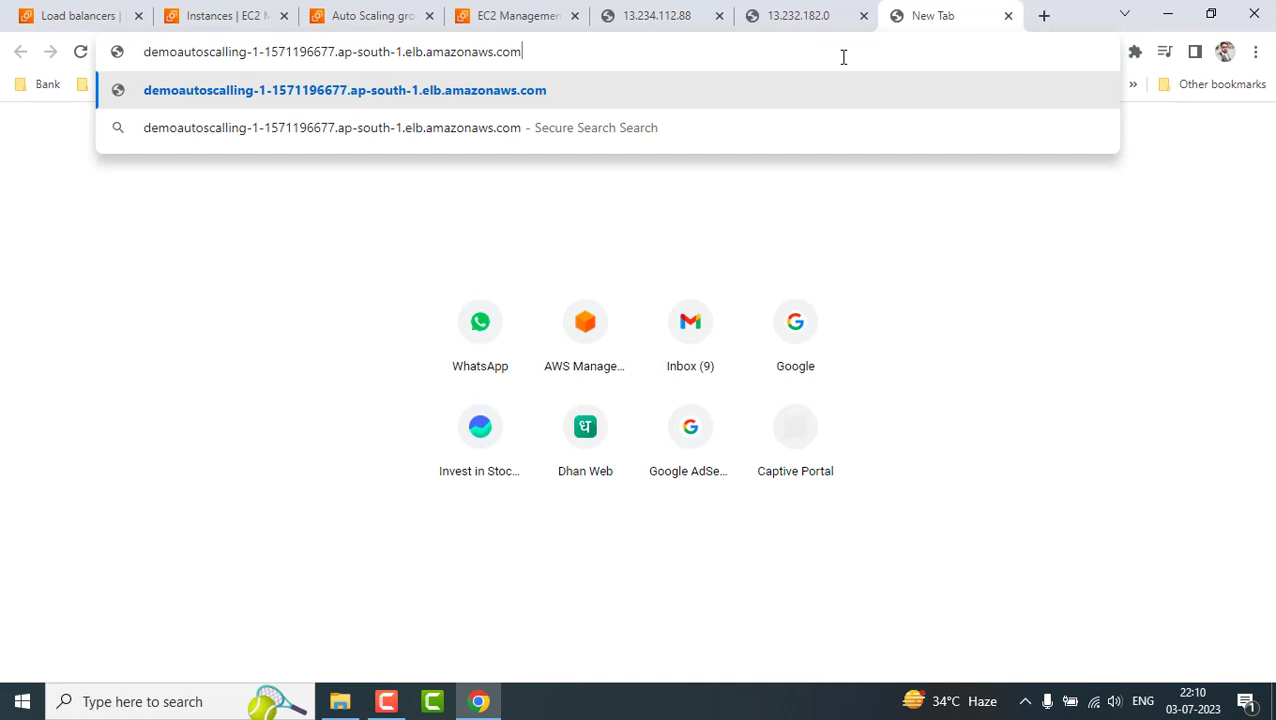 Load balancers |
Instances | EC2 M
Auto Scaling gro
EC2 Managemen
13.234.112.88
13.232.182.0
New Tab
demoautoscalling-1-1571196677.ap-south-1.elb.amazonaws.com
Bank
»
Other bookmarks
demoautoscalling-1-1571196677.ap-south-1.elb.amazonaws.com
demoautoscalling-1-1571196677.ap-south-1.elb.amazonaws.com - Secure Search Search
WhatsApp
AWS Manage...
Inbox (9)
Google
ध
Invest in Stoc...
Dhan Web
Google AdSe...
Captive Portal
Type here to search
34°C Haze
ENG
22:10
03-07-2023
1